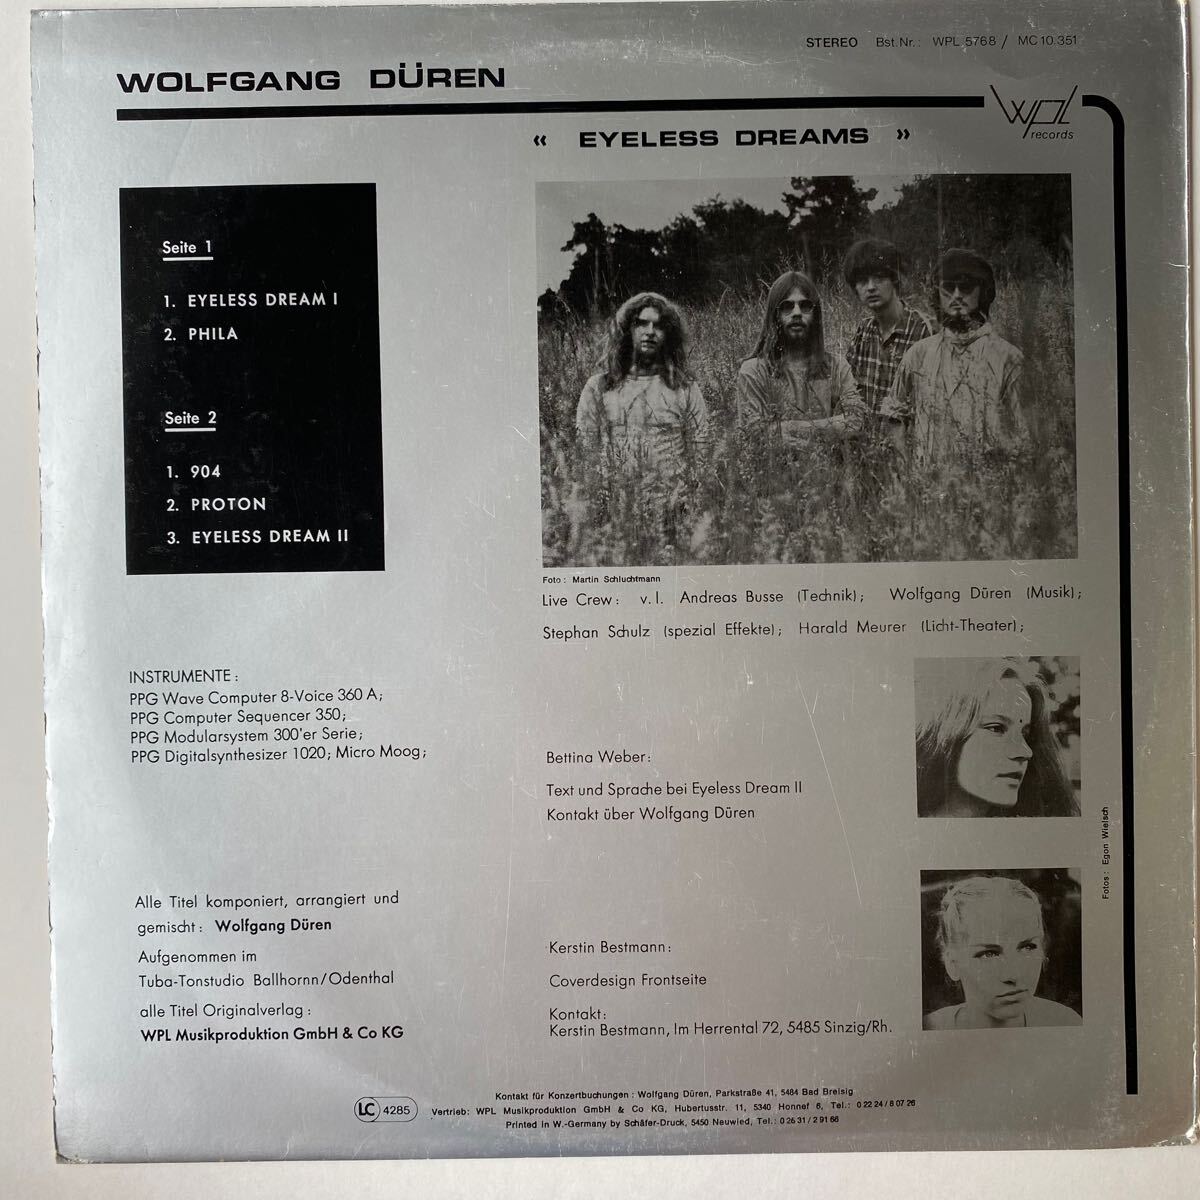 STEREO Bst. Nr.: WPL 5768 / MC 10.351
WOLFGANG DÜREN
wpl
records
« EYELESS DREAMS »
Seite 1
1. EYELESS DREAM I
2. PHILA
Seite 2
1. 904
2. PROTON
3. EYELESS DREAM II
Foto: Martin Schluchtmann
Live Crew: v. l. Andreas Busse (Technik); Wolfgang Düren (Musik);
Stephan Schulz (spezial Effekte); Harald Meurer (Licht-Theater);
INSTRUMENTE:
PPG Wave Computer 8-Voice 360 A;
PPG Computer Sequencer 350;
PPG Modularsystem 300'er Serie;
PPG Digitalsynthesizer 1020; Micro Moog;
Bettina Weber:
Text und Sprache bei Eyeless Dream II
Kontakt über Wolfgang Düren
Fotos: Egon Wielsch
Alle Titel komponiert, arrangiert und
gemischt: Wolfgang Düren
Aufgenommen im
Tuba-Tonstudio Ballhornn/Odenthal
alle Titel Originalverlag:
WPL Musikproduktion GmbH & Co KG
Kerstin Bestmann:
Coverdesign Frontseite
Kontakt:
Kerstin Bestmann, Im Herrental 72, 5485 Sinzig/Rh.
Kontakt für Konzertbuchungen: Wolfgang Düren, Parkstraße 41, 5484 Bad Breisig
LC 4285
Vertrieb: WPL Musikproduktion GmbH & Co KG, Hubertusstr. 11, 5340 Honnef 6, Tel.: 0 22 24 / 8 07 26
Printed in W.-Germany by Schäfer-Druck, 5450 Neuwied, Tel.: 0 26 31 / 2 91 66